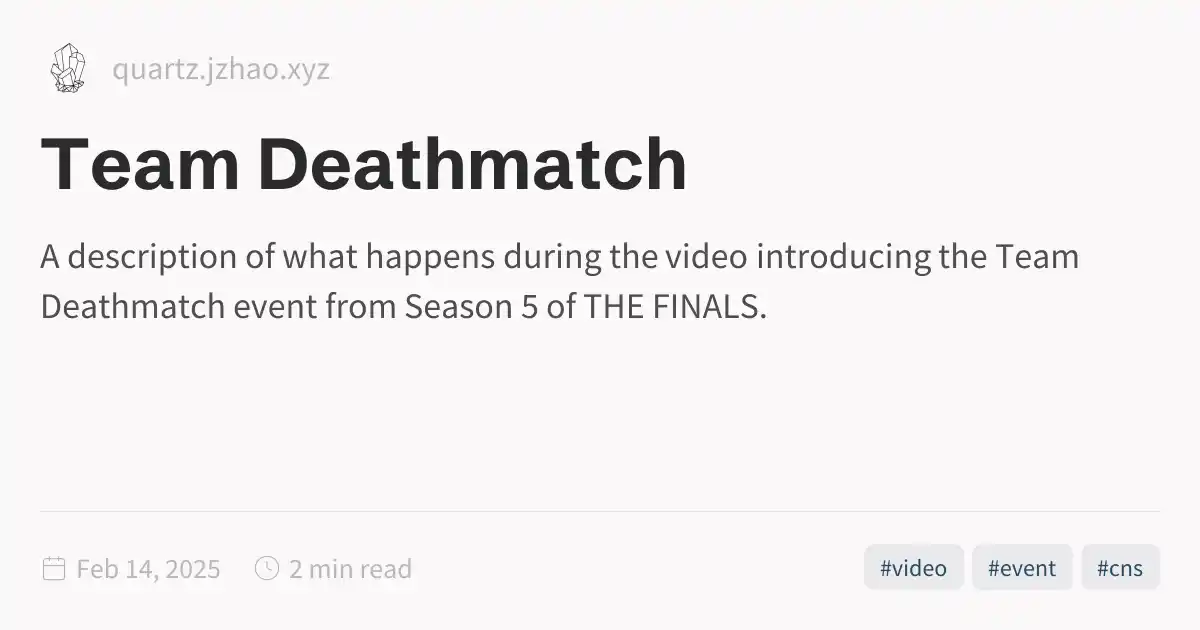 quartz.jzhao.xyz
Team Deathmatch
A description of what happens during the video introducing the Team
Deathmatch event from Season 5 of THE FINALS.
Feb 14, 2025 2 min read #video #event #cns